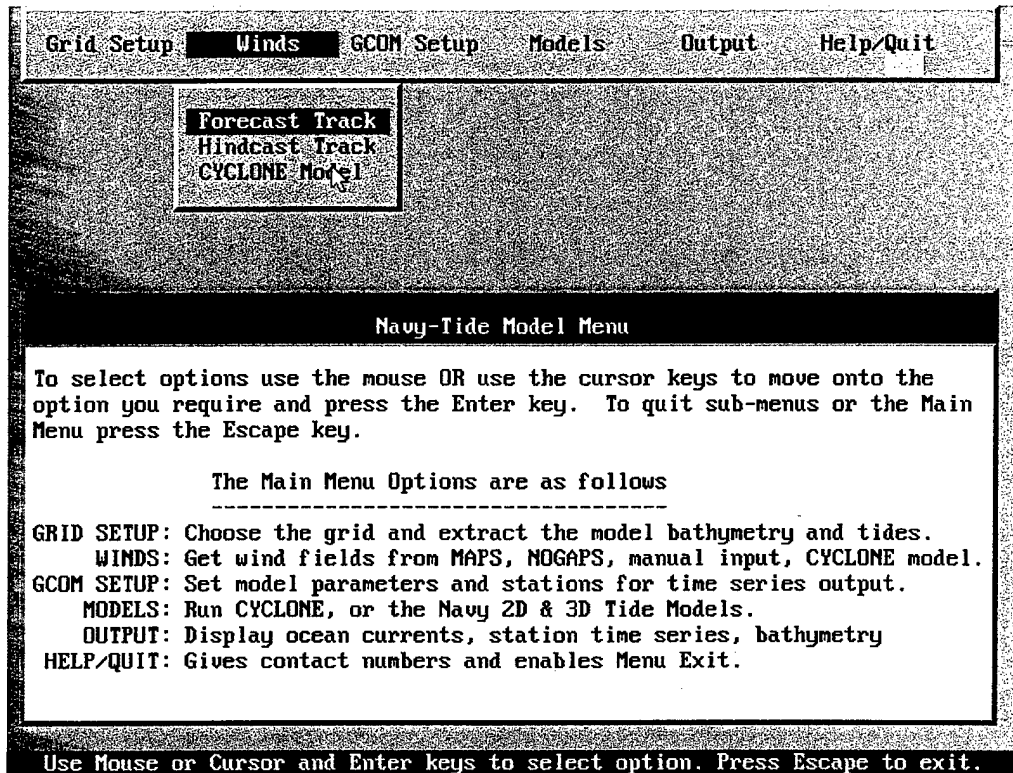 Grid Setup Winds GCOM Setup Models Output Help/Quit
Forecast Track
Hindcast Track
CYCLONE Model
Navy-Tide Model Menu
To select options use the mouse OR use the cursor keys to move onto the
option you require and press the Enter key. To quit sub-menus or the Main
Menu press the Escape key.
The Main Menu Options are as follows
------------------------------------
GRID SETUP: Choose the grid and extract the model bathymetry and tides.
WINDS: Get wind fields from MAPS, NOGAPS, manual input, CYCLONE model.
GCOM SETUP: Set model parameters and stations for time series output.
MODELS: Run CYCLONE, or the Navy 2D & 3D Tide Models.
OUTPUT: Display ocean currents, station time series, bathymetry
HELP/QUIT: Gives contact numbers and enables Menu Exit.
Use Mouse or Cursor and Enter keys to select option. Press Escape to exit.